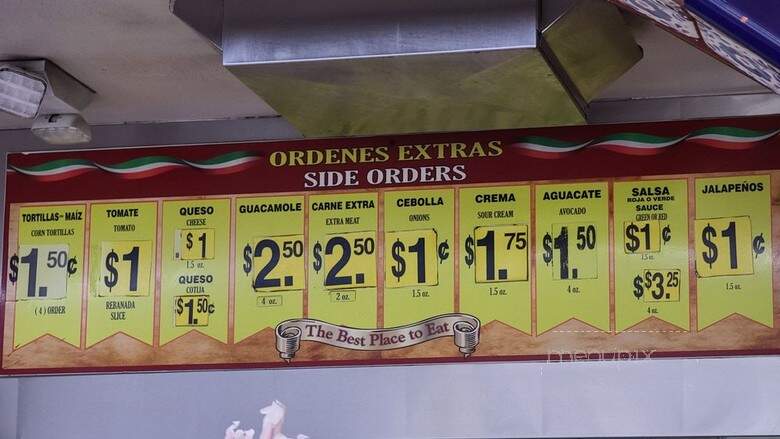 ORDENES EXTRAS
SIDE ORDERS
TORTILLAS-MAÍZ
CORN TORTILLAS
$1.50¢
(4) ORDER
TOMATE
TOMATO
$1
REBANADA
SLICE
QUESO
CHEESE
$1
1.5 oz.
QUESO
COTIJA
$1.50¢
GUACAMOLE
$2.50
4 oz.
CARNE EXTRA
EXTRA MEAT
$2.50
2 oz.
CEBOLLA
ONIONS
$1¢
1.5 oz.
CREMA
SOUR CREAM
$1.75
1.5 oz.
AGUACATE
AVOCADO
$1.50
4 oz.
SALSA
ROJA O VERDE
SAUCE
GREEN OR RED
$1¢
1.5 oz.
$$3.25
4 oz.
JALAPEÑOS
$1¢
1.5 oz.
The Best Place to Eat
menupix